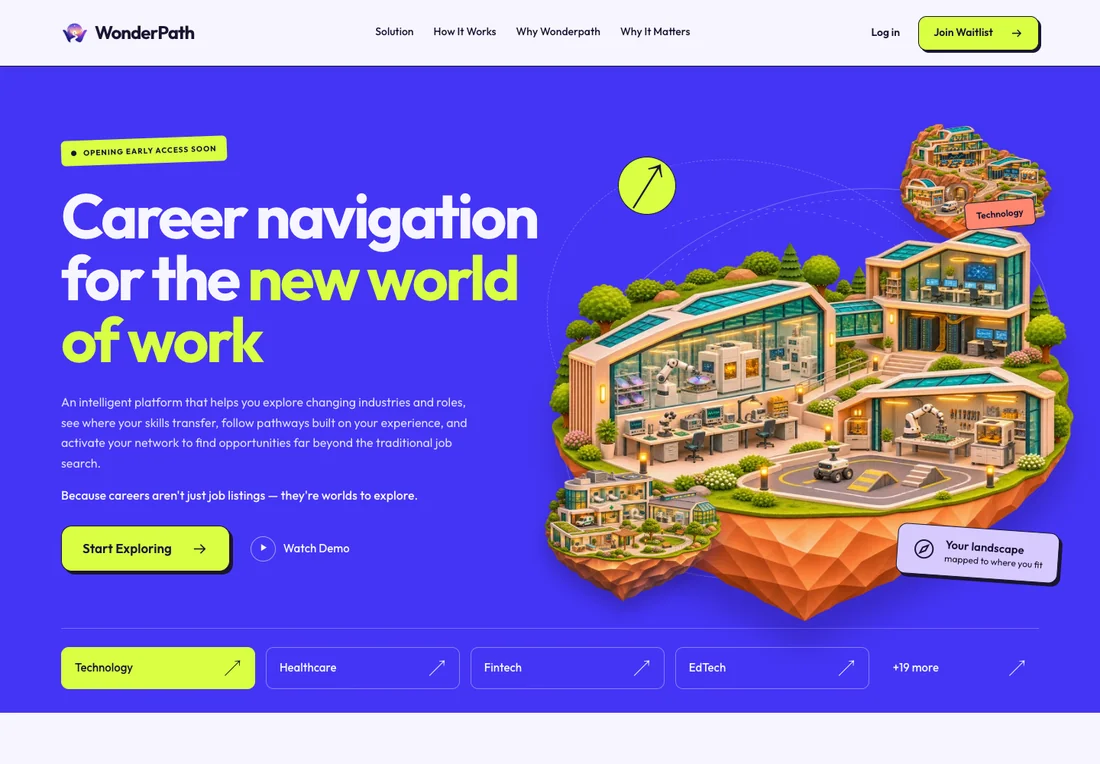 WonderPath
Solution
How It Works
Why Wonderpath
Why It Matters
Log in
Join Waitlist
OPENING EARLY ACCESS SOON
Career navigation
for the new world
of work
An intelligent platform that helps you explore changing industries and roles,
see where your skills transfer, follow pathways built on your experience, and
activate your network to find opportunities far beyond the traditional job
search.
Because careers aren't just job listings — they're worlds to explore.
Start Exploring
Watch Demo
Technology
Your landscape
mapped to where you fit
Technology
Healthcare
Fintech
EdTech
+19 more